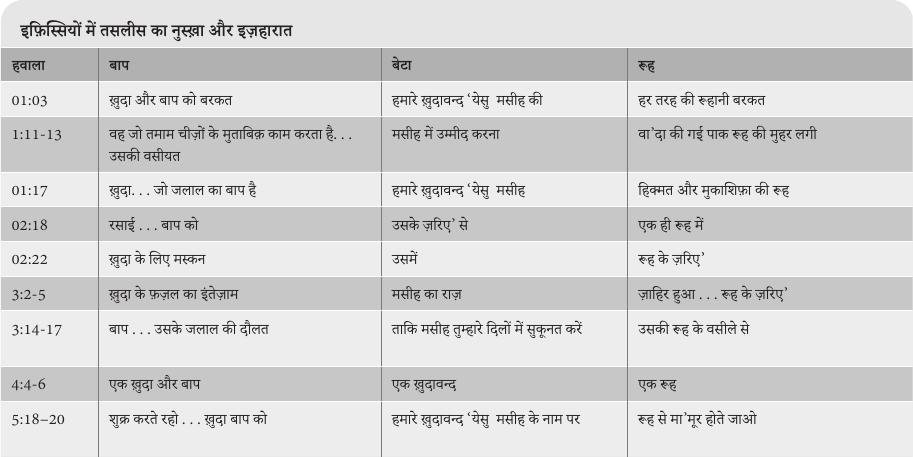 इफ़िस्सियों में तसलीस का नुस्ख़ा और इज़हारात
हवाला बाप बेटा रूह
01:03 ख़ुदा और बाप को बरकत हमारे ख़ुदावन्द ‘येसु मसीह की हर तरह की रूहानी बरकत
1:11-13 वह जो तमाम चीज़ों के मुताबिक़ काम करता है. . . मसीह में उम्मीद करना वा’दा की गई पाक रूह की मुहर लगी
उसकी वसीयत
01:17 ख़ुदा. . . जो जलाल का बाप है हमारे ख़ुदावन्द ‘येसु मसीह हिक्मत और मुकाशिफ़ा की रूह
02:18 रसाई . . . बाप को उसके ज़रिए’ से एक ही रूह में
02:22 ख़ुदा के लिए मस्कन उसमें रूह के ज़रिए’
3:2-5 ख़ुदा के फ़ज़ल का इंतेज़ाम मसीह का राज़ ज़ाहिर हुआ . . . रूह के ज़रिए’
3:14-17 बाप . . . उसके जलाल की दौलत ताकि मसीह तुम्हारे दिलों में सुकूनत करें उसकी रूह के वसीले से
4:4-6 एक ख़ुदा और बाप एक ख़ुदावन्द एक रूह
5:18–20 शुक्र करते रहो . . . ख़ुदा बाप को हमारे ख़ुदावन्द ‘येसु मसीह के नाम पर रूह से मा’मूर होते जाओ